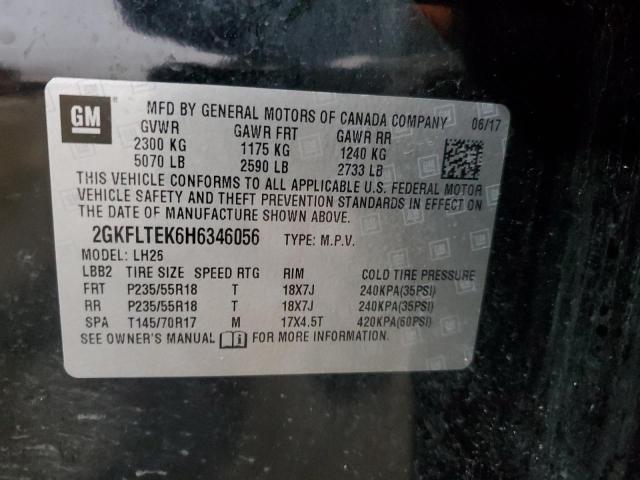 GM
MFD BY GENERAL MOTORS OF CANADA COMPANY 06/17
GVWR GAWR FRT GAWR RR
2300 KG 1175 KG 1240 KG
5070 LB 2590 LB 2733 LB
THIS VEHICLE CONFORMS TO ALL APPLICABLE U.S. FEDERAL MOTOR
VEHICLE SAFETY AND THEFT PREVENTION STANDARDS IN EFFECT ON
THE DATE OF MANUFACTURE SHOWN ABOVE.
2GKFLTEK6H6346056 TYPE: M.P.V.
MODEL: LH26
LBB2 TIRE SIZE SPEED RTG RIM COLD TIRE PRESSURE
FRT P235/55R18 T 18X7J 240KPA(35PSI)
RR P235/55R18 T 18X7J 240KPA(35PSI)
SPA T145/70R17 M 17X4.5T 420KPA(60PSI)
SEE OWNER'S MANUAL FOR MORE INFORMATION.